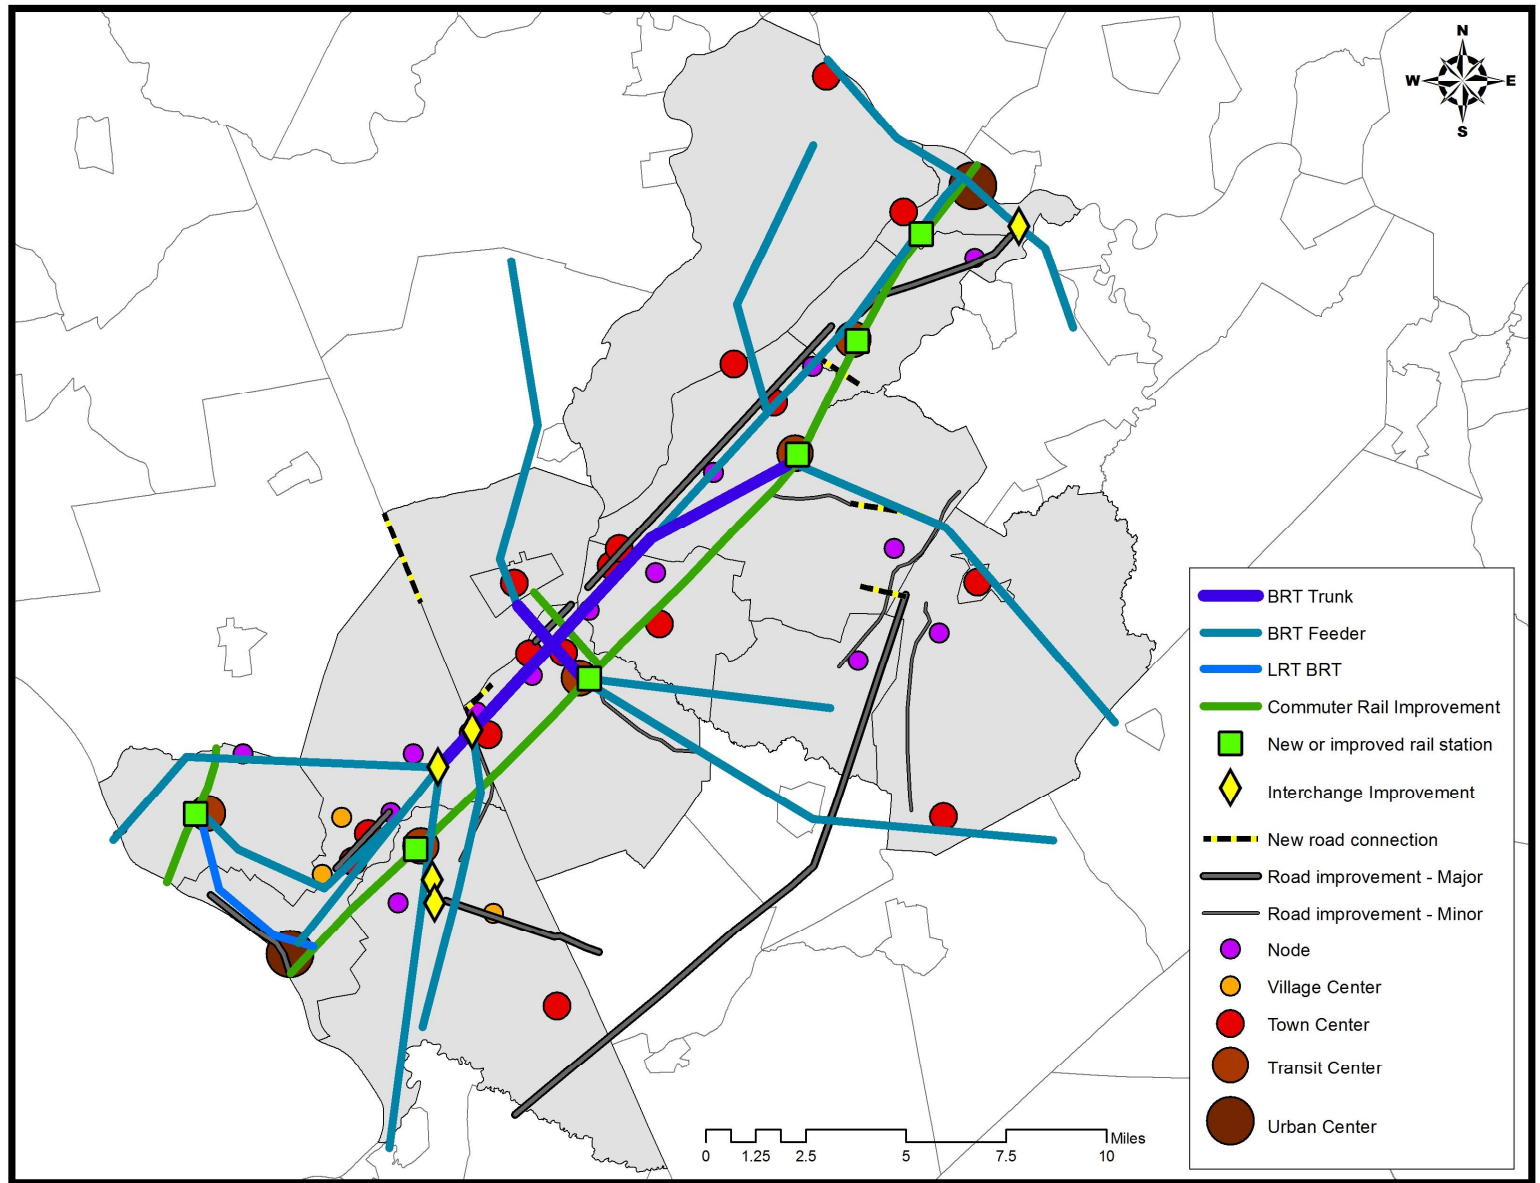 N
W E
S
BRT Trunk
BRT Feeder
LRT BRT
Commuter Rail Improvement
New or improved rail station
Interchange Improvement
New road connection
Road improvement - Major
Road improvement - Minor
Node
Village Center
Town Center
Transit Center
Urban Center
Miles
0 1.25 2.5 5 7.5 10